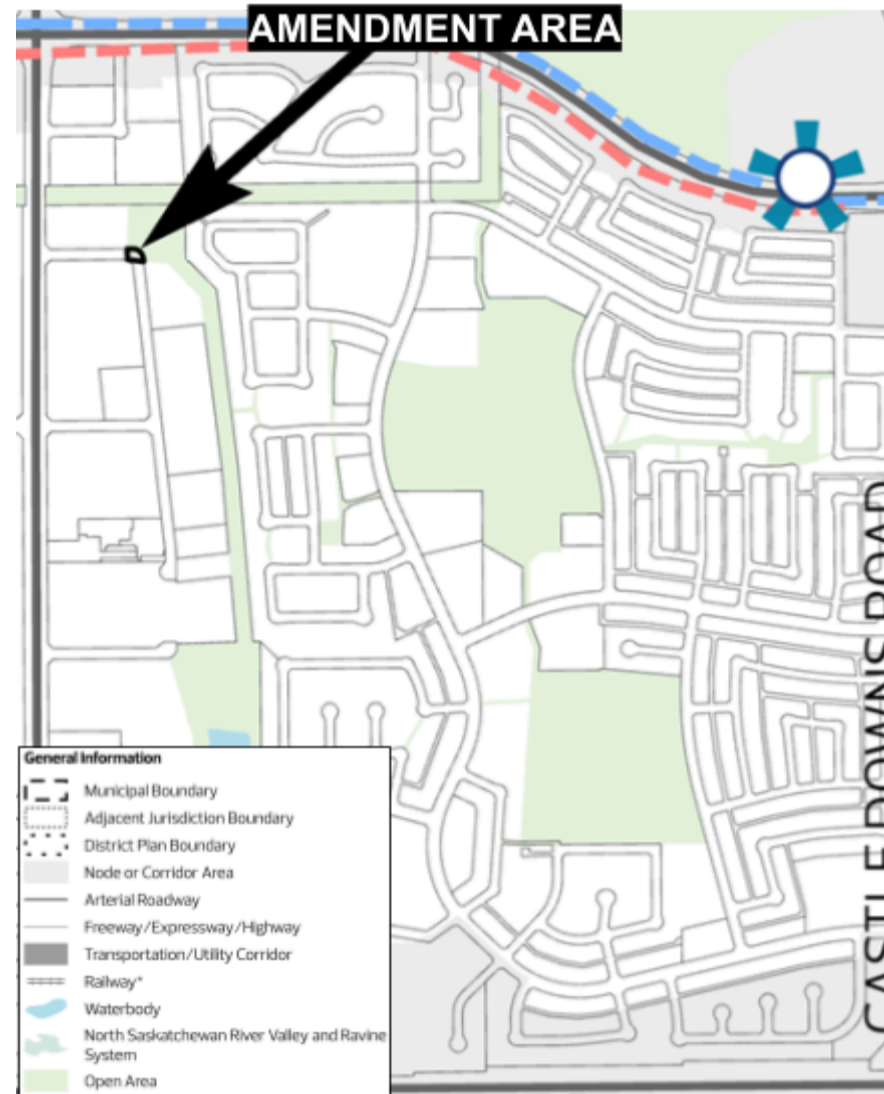 AMENDMENT AREA
CASTLE DOWNS ROAD
General Information
Municipal Boundary
Adjacent Jurisdiction Boundary
District Plan Boundary
Node or Corridor Area
Arterial Roadway
Freeway/Expressway/Highway
Transportation/Utility Corridor
Railway*
Waterbody
North Saskatchewan River Valley and Ravine
System
Open Area